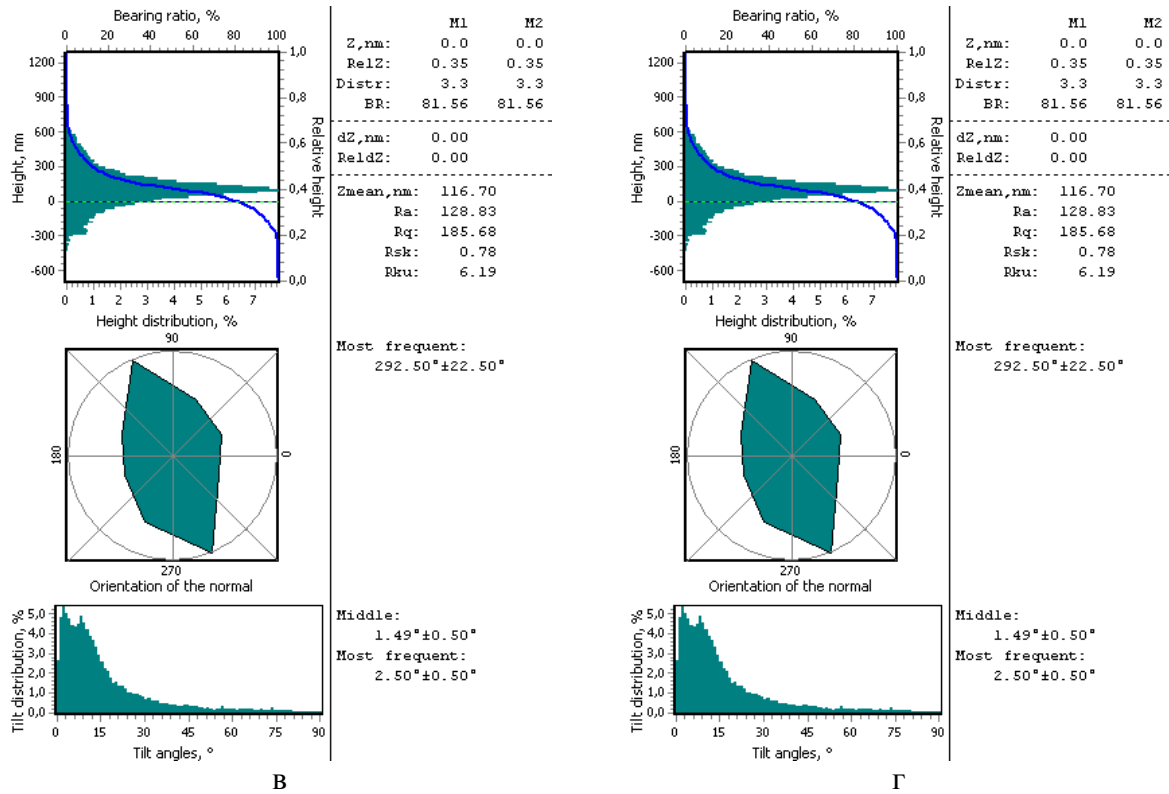 Bearing ratio, %
0 20 40 60 80 100
1200
900
600
300
0
-300
-600
Height, nm
1,0
0,8
0,6
0,4
0,2
0,0
Relative height
0 1 2 3 4 5 6 7
Height distribution, %
M1 M2
Z,nm: 0.0 0.0
RelZ: 0.35 0.35
Distr: 3.3 3.3
BR: 81.56 81.56
dZ,nm: 0.00
ReldZ: 0.00
Zmean,nm: 116.70
Ra: 128.83
Rq: 185.68
Rsk: 0.78
Rku: 6.19
90
180
0
270
Orientation of the normal
Most frequent:
292.50°±22.50°
Tilt distribution, %
5,0
4,0
3,0
2,0
1,0
0,0
0 15 30 45 60 75 90
Tilt angles, °
Middle:
1.49°±0.50°
Most frequent:
2.50°±0.50°
В
Bearing ratio, %
0 20 40 60 80 100
1200
900
600
300
0
-300
-600
Height, nm
1,0
0,8
0,6
0,4
0,2
0,0
Relative height
0 1 2 3 4 5 6 7
Height distribution, %
M1 M2
Z,nm: 0.0 0.0
RelZ: 0.35 0.35
Distr: 3.3 3.3
BR: 81.56 81.56
dZ,nm: 0.00
ReldZ: 0.00
Zmean,nm: 116.70
Ra: 128.83
Rq: 185.68
Rsk: 0.78
Rku: 6.19
90
180
0
270
Orientation of the normal
Most frequent:
292.50°±22.50°
Tilt distribution, %
5,0
4,0
3,0
2,0
1,0
0,0
0 15 30 45 60 75 90
Tilt angles, °
Middle:
1.49°±0.50°
Most frequent:
2.50°±0.50°
Г